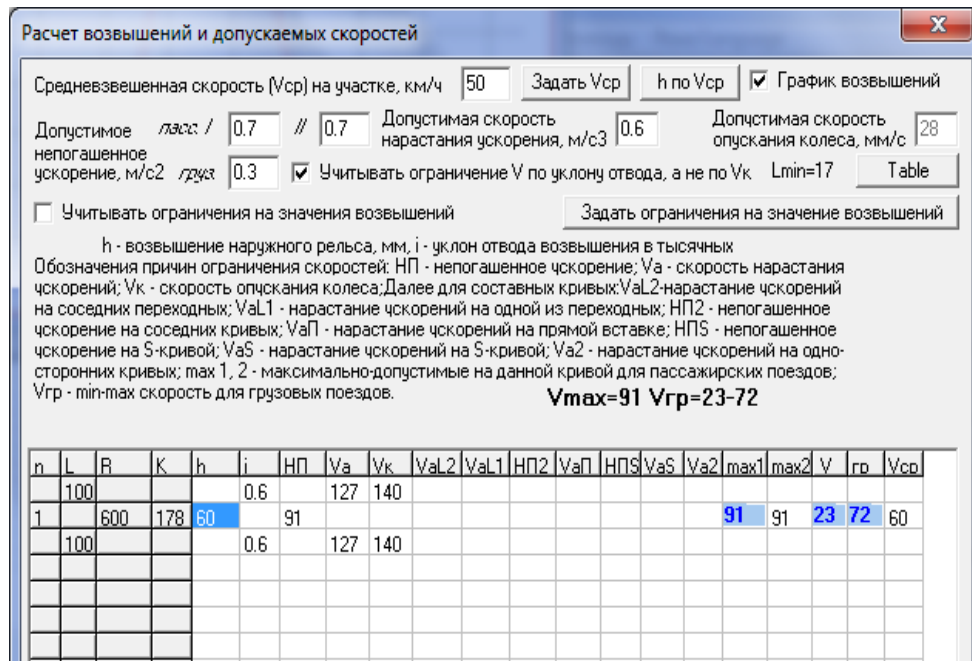 Расчет возвышений и допускаемых скоростей
Средневзвешенная скорость (Vср) на участке, км/ч 50 Задать Vср h по Vср График возвышений
Допустимое непогашенное ускорение, м/с2 пасс / 0.7 // 0.7 Допустимая скорость нарастания ускорения, м/с3 0.6 Допустимая скорость опускания колеса, мм/с 28
груз 0.3 Учитывать ограничение V по уклону отвода, а не по Vк Lmin=17 Table
Учитывать ограничения на значения возвышений Задать ограничения на значение возвышений
h - возвышение наружного рельса, мм, i - уклон отвода возвышения в тысячных
Обозначения причин ограничения скоростей: НП - непогашенное ускорение; Va - скорость нарастания
ускорений; Vк - скорость опускания колеса;Далее для составных кривых:VaL2-нарастание ускорений
на соседних переходных; VaL1 - нарастание ускорений на одной из переходных; НП2 - непогашенное
ускорение на соседних кривых; VaП - нарастание ускорений на прямой вставке; НПS - непогашенное
ускорение на S-кривой; VaS - нарастание ускорений на S-кривой; Va2 - нарастание ускорений на одно-
сторонних кривых; max 1, 2 - максимально-допустимые на данной кривой для пассажирских поездов;
Vгр - min-max скорость для грузовых поездов. Vmax=91 Vгр=23-72
n L R K h i НП Va Vк VaL2 VaL1 НП2 VaП НПS VaS Va2 max1 max2 V гр Vср
100 0.6 127 140
1 600 178 60 91 91 91 23 72 60
100 0.6 127 140